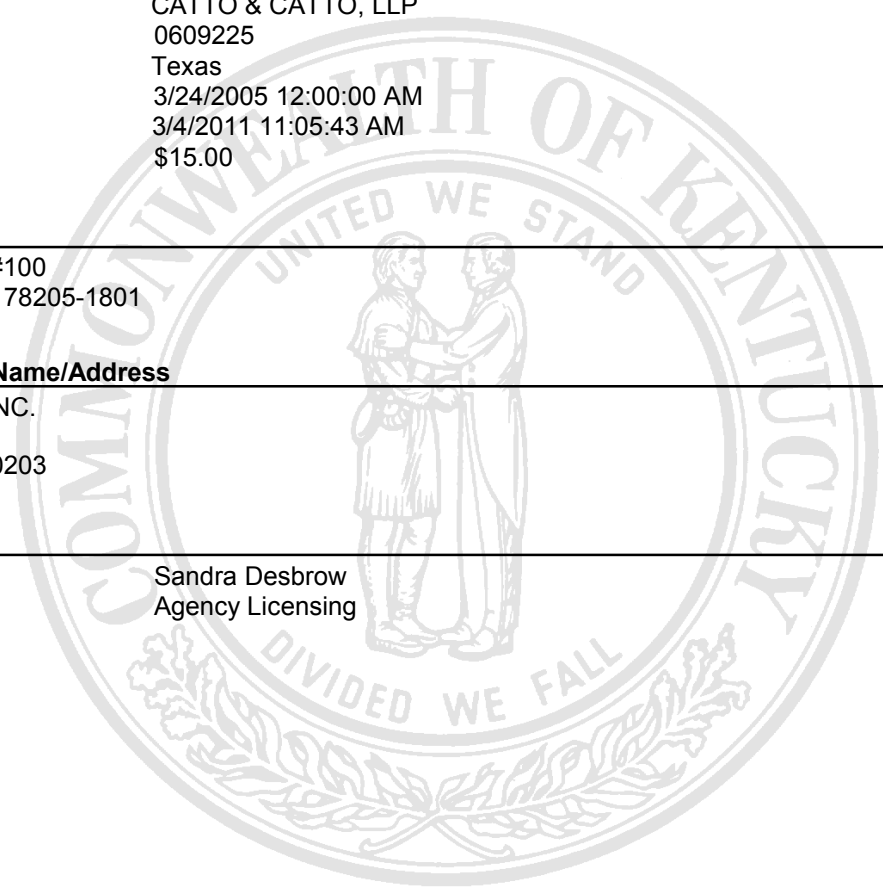 CATTO & CATTO, LLP
0609225
Texas
3/24/2005 12:00:00 AM
3/4/2011 11:05:43 AM
$15.00
#100
78205-1801
Name/Address
NC.
0203
Sandra Desbrow
Agency Licensing
COMMONWEALTH OF KENTUCKY
UNITED WE STAND
DIVIDED WE FALL